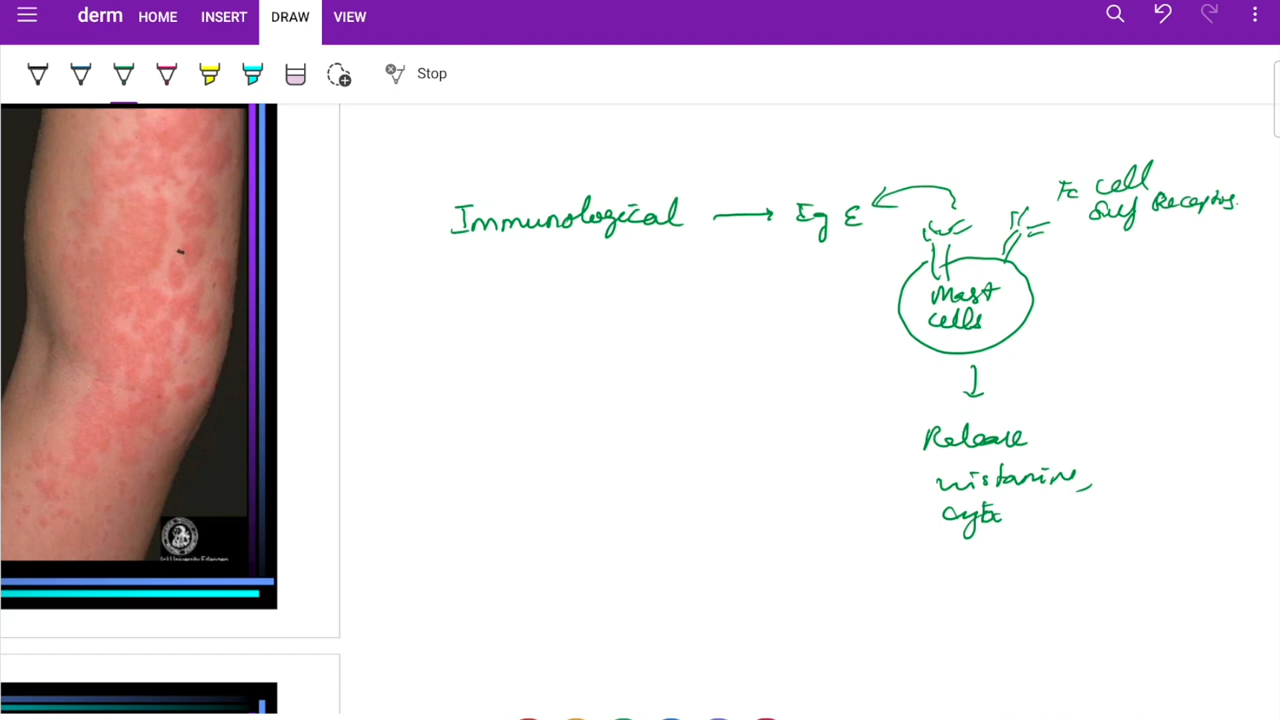 derm HOME INSERT DRAW VIEW
Stop
Immunological → Ig E
Fc cell
Surf Receptors.
Mast
cells
Release
histamine,
Cyto